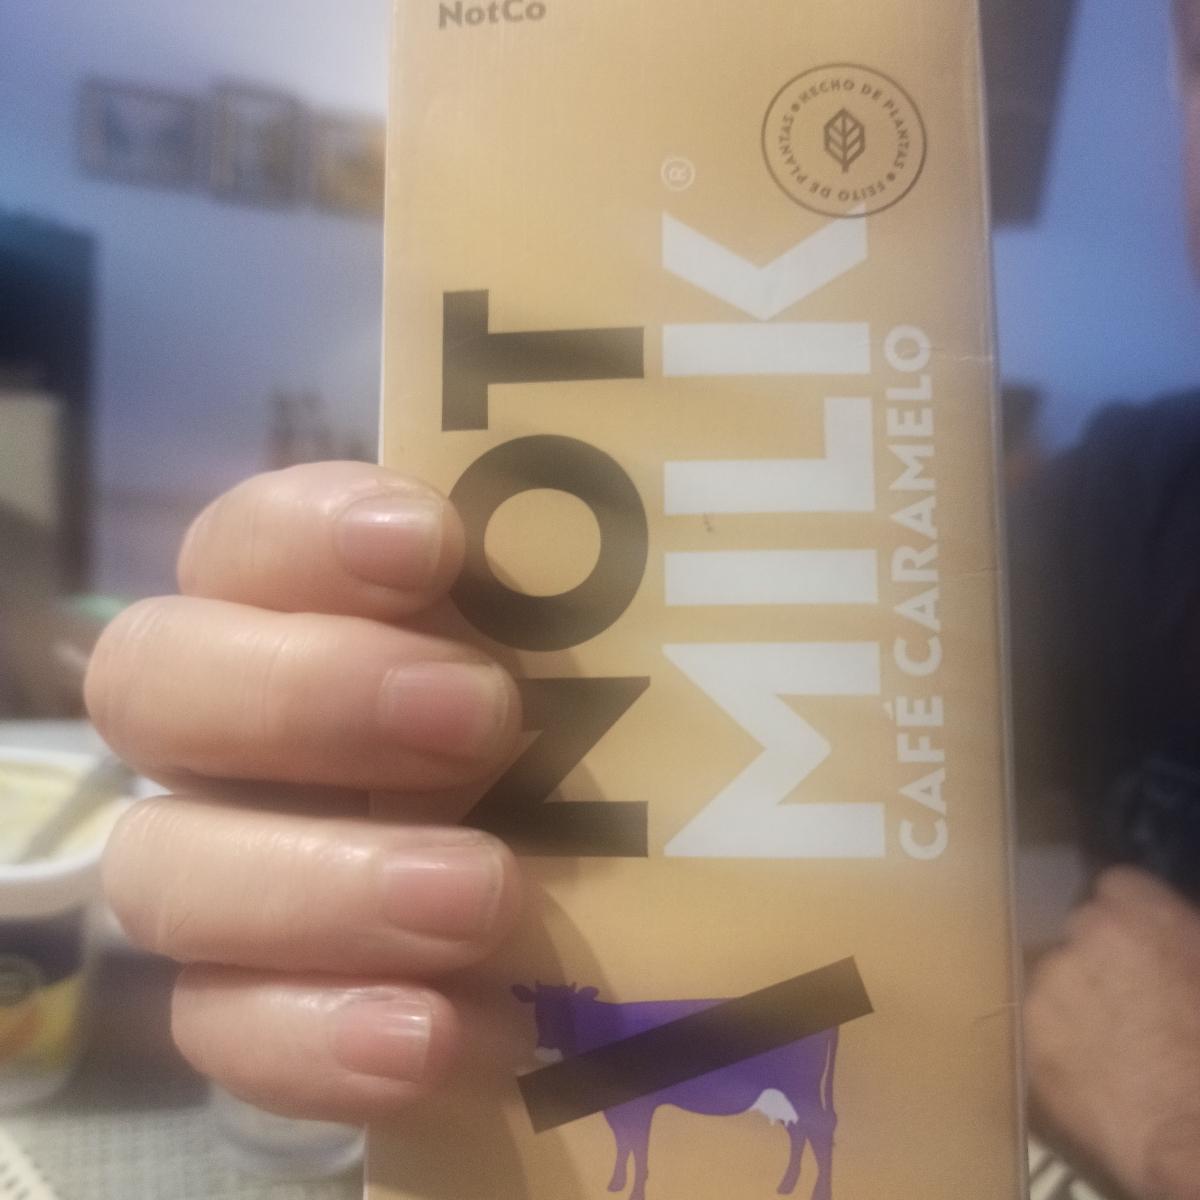 NotCo
HECHO DE PLANTAS • FEITO DE PLANTAS •
NOT
MILK®
CAFÉ CARAMELO